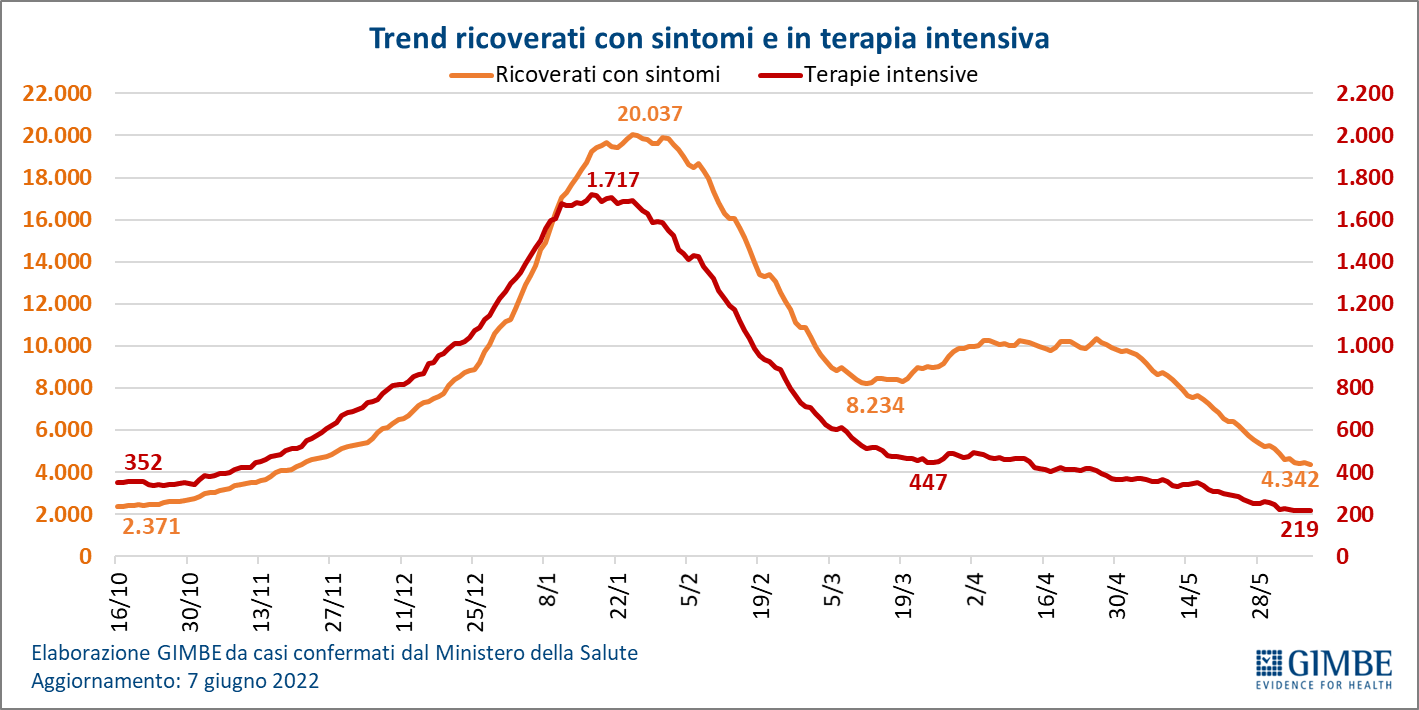 Trend ricoverati con sintomi e in terapia intensiva
Ricoverati con sintomi Terapie intensive
22.000 2.200
20.000 2.000
18.000 1.800
16.000 1.600
14.000 1.400
12.000 1.200
10.000 1.000
8.000 800
6.000 600
4.000 400
2.000 200
0 0
20.037
1.717
8.234
352
447
4.342
2.371
219
16/10 30/10 13/11 27/11 11/12 25/12 8/1 22/1 5/2 19/2 5/3 19/3 2/4 16/4 30/4 14/5 28/5
Elaborazione GIMBE da casi confermati dal Ministero della Salute
Aggiornamento: 7 giugno 2022
GIMBE
EVIDENCE FOR HEALTH